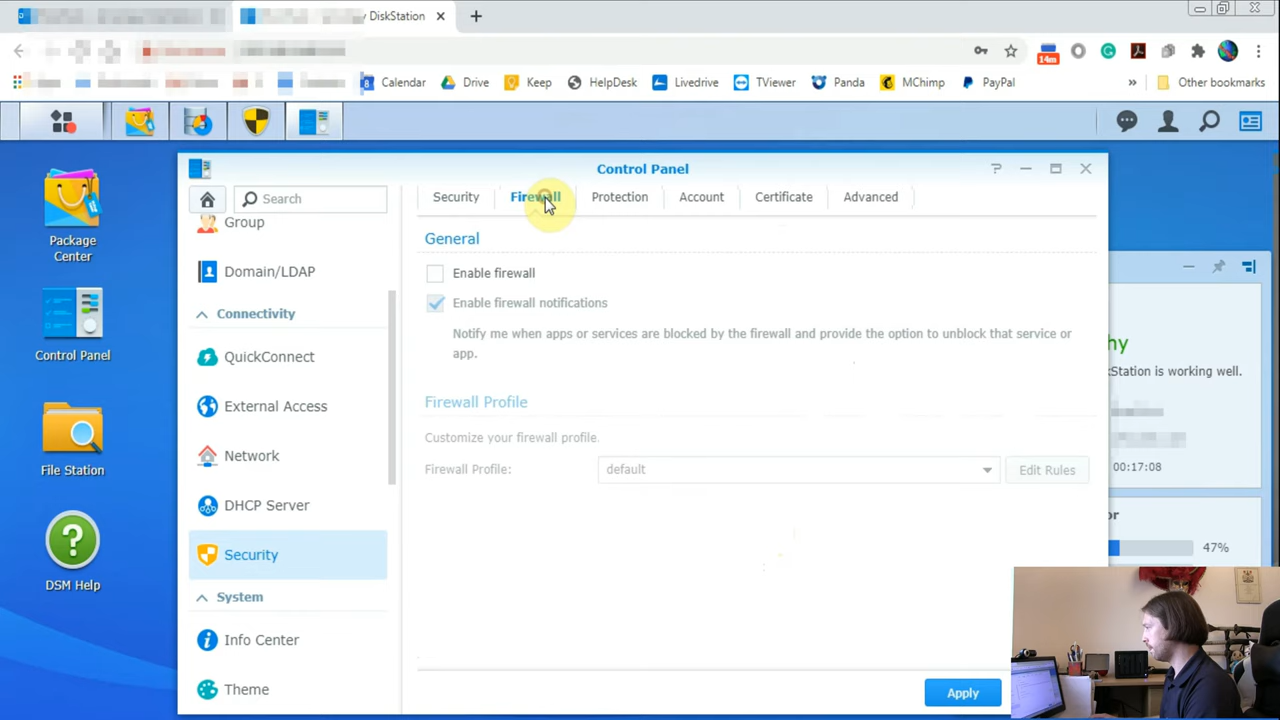 DiskStation
14m
8
Calendar
Drive
Keep
HelpDesk
Livedrive
TViewer
Panda
MChimp
PayPal
»
Other bookmarks
Package
Center
Control Panel
File Station
?
DSM Help
Control Panel
?
Search
Group
Domain/LDAP
Connectivity
QuickConnect
External Access
Network
DHCP Server
Security
System
Info Center
Theme
Security
Firewall
Protection
Account
Certificate
Advanced
General
Enable firewall
Enable firewall notifications
Notify me when apps or services are blocked by the firewall and provide the option to unblock that service or
app.
Firewall Profile
Customize your firewall profile.
Firewall Profile:
default
Edit Rules
Apply
hy
kStation is working well.
00:17:08
or
47%